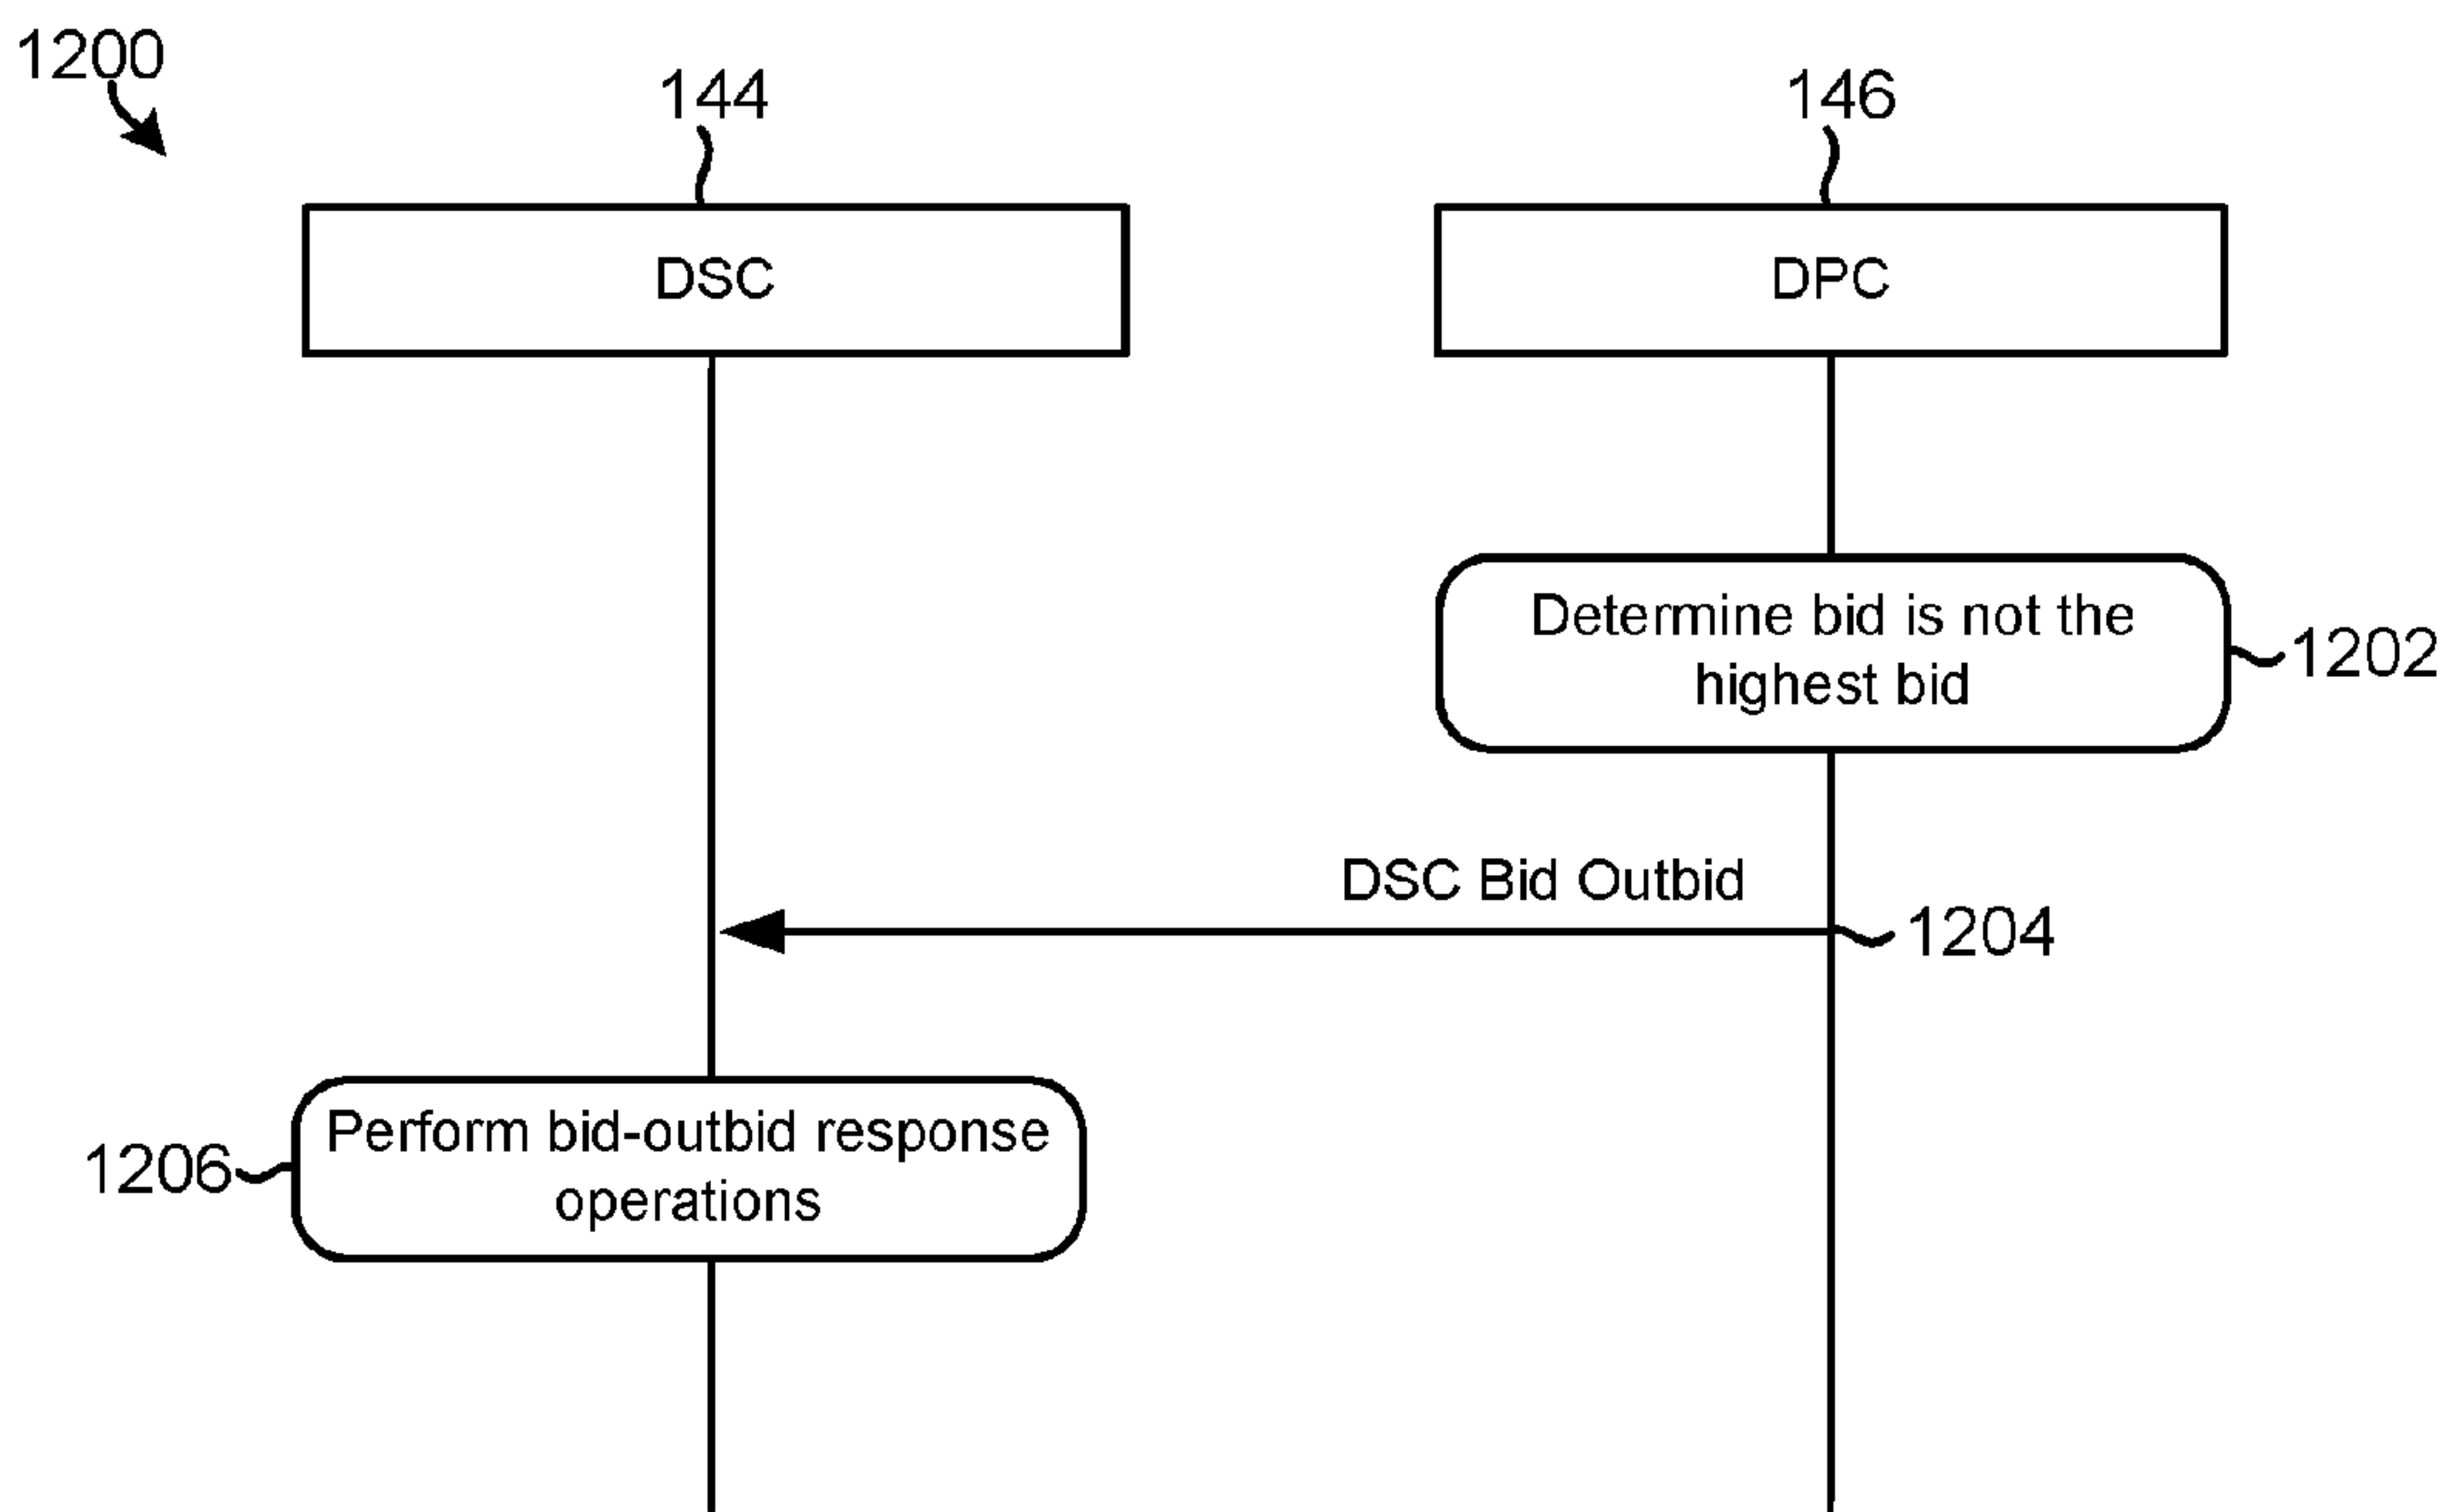 1200
144
146
DSC
DPC
Determine bid is not the
highest bid
1202
DSC Bid Outbid
1204
Perform bid-outbid response
operations
1206